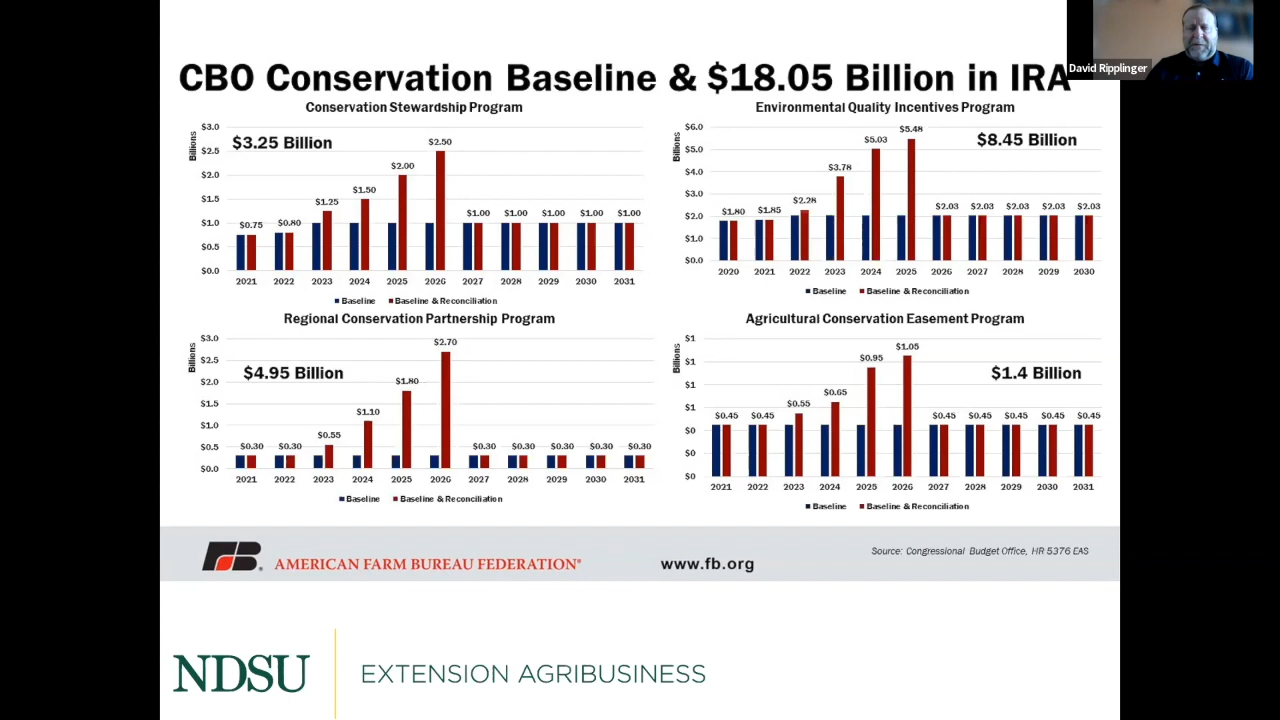 David Ripplinger
CBO Conservation Baseline & $18.05 Billion in IRA
Conservation Stewardship Program
$3.25 Billion
Billions
$3.0
$2.5
$2.0
$1.5
$1.0
$0.5
$0.0
$0.75
$0.80
$1.25
$1.50
$2.00
$2.50
$1.00
$1.00
$1.00
$1.00
$1.00
2021 2022 2023 2024 2025 2026 2027 2028 2029 2030 2031
Baseline Baseline & Reconciliation
Environmental Quality Incentives Program
$8.45 Billion
Billions
$6.0
$5.0
$4.0
$3.0
$2.0
$1.0
$0.0
$1.80
$1.85
$2.28
$3.78
$5.03
$5.48
$2.03
$2.03
$2.03
$2.03
$2.03
2020 2021 2022 2023 2024 2025 2026 2027 2028 2029 2030
Baseline Baseline & Reconciliation
Regional Conservation Partnership Program
$4.95 Billion
Billions
$3.0
$2.5
$2.0
$1.5
$1.0
$0.5
$0.0
$0.30
$0.30
$0.55
$1.10
$1.80
$2.70
$0.30
$0.30
$0.30
$0.30
$0.30
2021 2022 2023 2024 2025 2026 2027 2028 2029 2030 2031
Baseline Baseline & Reconciliation
Agricultural Conservation Easement Program
$1.4 Billion
Billions
$1
$1
$1
$1
$0
$0
$0
$0.45
$0.45
$0.55
$0.65
$0.95
$1.05
$0.45
$0.45
$0.45
$0.45
$0.45
2021 2022 2023 2024 2025 2026 2027 2028 2029 2030 2031
Baseline Baseline & Reconciliation
AMERICAN FARM BUREAU FEDERATION®
www.fb.org
Source: Congressional Budget Office, HR 5376 EAS
NDSU
EXTENSION AGRIBUSINESS